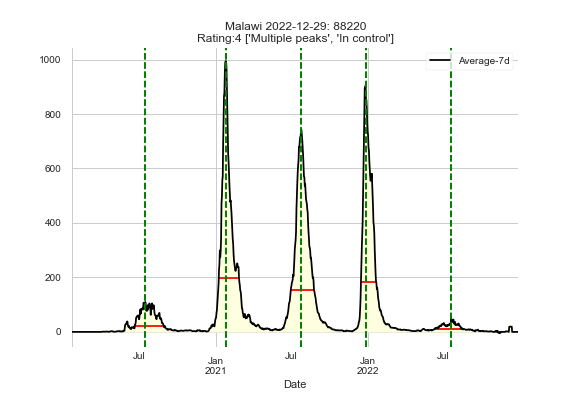 Malawi 2022-12-29: 88220
Rating:4 ['Multiple peaks', 'In control']
Average-7d
1000
800
600
400
200
0
Jul
Jan
2021
Jul
Jan
2022
Jul
Date